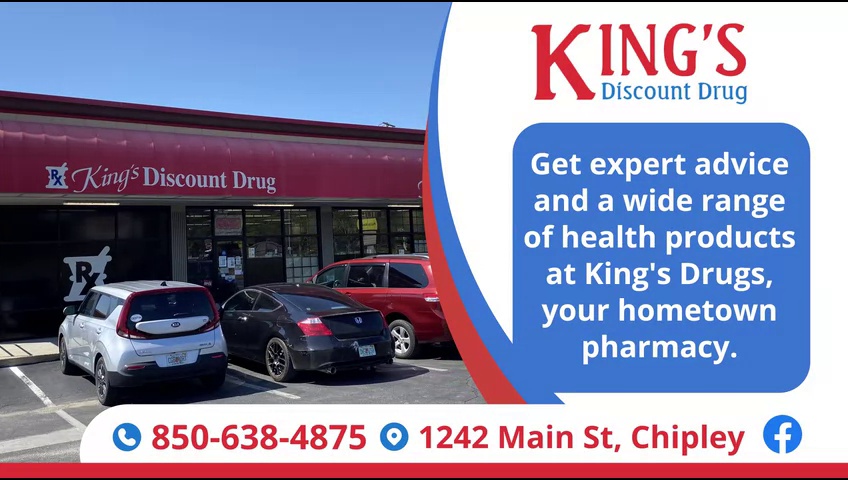 KING'S
Discount Drug
Rx King's Discount Drug
Rx
Get expert advice
and a wide range
of health products
at King's Drugs,
your hometown
pharmacy.
850-638-4875 1242 Main St, Chipley